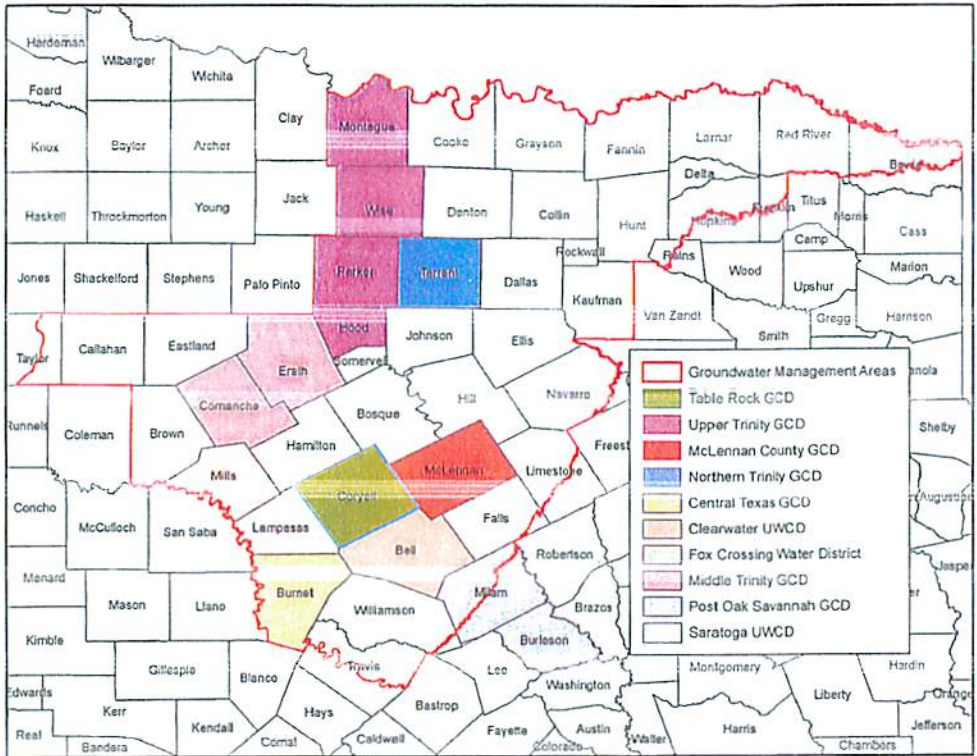 Hardeman
Wilbarger
Wichita
Foard
Clay
Montague
Cooke
Grayson
Fannin
Lamar
Red River
Bowie
Knox
Baylor
Archer
Delta
Titus
Hopkins
Franklin
Morris
Cass
Haskell
Throckmorton
Young
Jack
Wise
Denton
Collin
Hunt
Rockwall
Rains
Wood
Camp
Marion
Upshur
Jones
Shackelford
Stephens
Palo Pinto
Parker
Tarrant
Dallas
Kaufman
Van Zandt
Gregg
Harrison
Smith
Taylor
Callahan
Eastland
Erath
Hood
Somervell
Johnson
Ellis
Comanche
Bosque
Hill
Navarro
Runnels
Coleman
Brown
Hamilton
Mills
McLennan
Limestone
Coryell
Falls
Shelby
Concho
McCulloch
San Saba
Lampasas
Bell
Robertson
Menard
Mason
Llano
Burnet
Williamson
Milam
Brazos
Burleson
Kimble
Gillespie
Blanco
Travis
Lee
Washington
Montgomery
Hardin
Liberty
Orange
Edwards
Kerr
Hays
Bastrop
Jefferson
Real
Bandera
Kendall
Comal
Caldwell
Fayette
Colorado
Austin
Waller
Harris
Chambers
Groundwater Management Areas
Table Rock GCD
Upper Trinity GCD
McLennan County GCD
Northern Trinity GCD
Central Texas GCD
Clearwater UWCD
Fox Crossing Water District
Middle Trinity GCD
Post Oak Savannah GCD
Saratoga UWCD